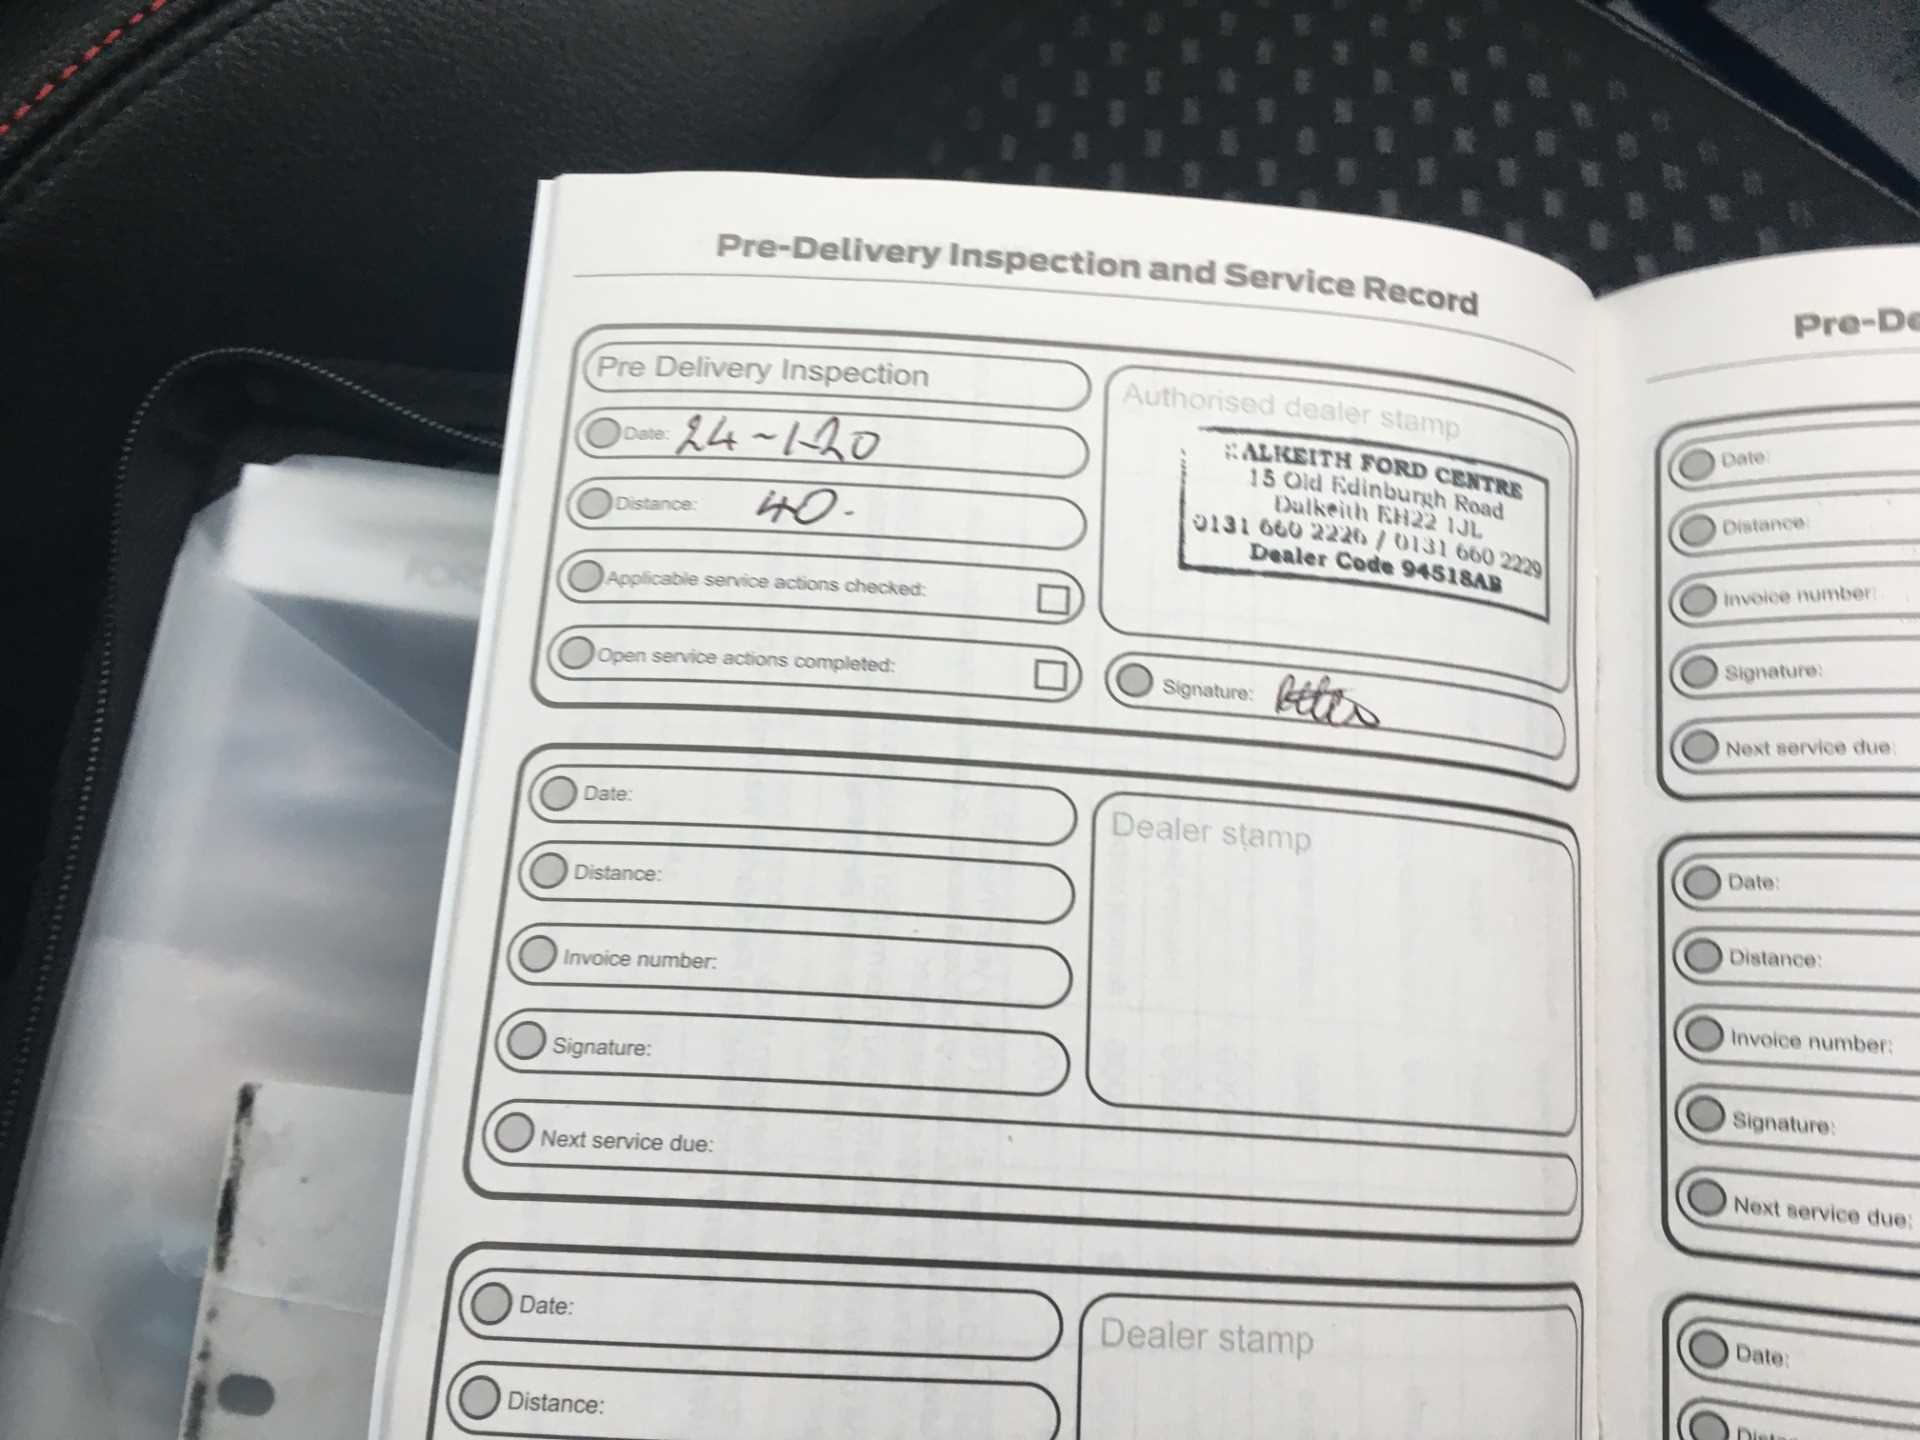 Pre-Delivery Inspection and Service Record
Pre Delivery Inspection
Date: 24-1-20
Distance: 40.
Applicable service actions checked:
Open service actions completed:
Authorised dealer stamp
ALKEITH FORD CENTRE
15 Old Edinburgh Road
Dalkeith EH22 1JL
0131 660 2226 / 0131 660 2229
Dealer Code 94518AB
Signature:
Date:
Distance:
Invoice number:
Signature:
Next service due:
Dealer stamp
Date:
Distance:
Dealer stamp
Pre-De
Date:
Distance:
Invoice number:
Signature:
Next service due:
Date:
Distance:
Invoice number:
Signature:
Next service due:
Date: